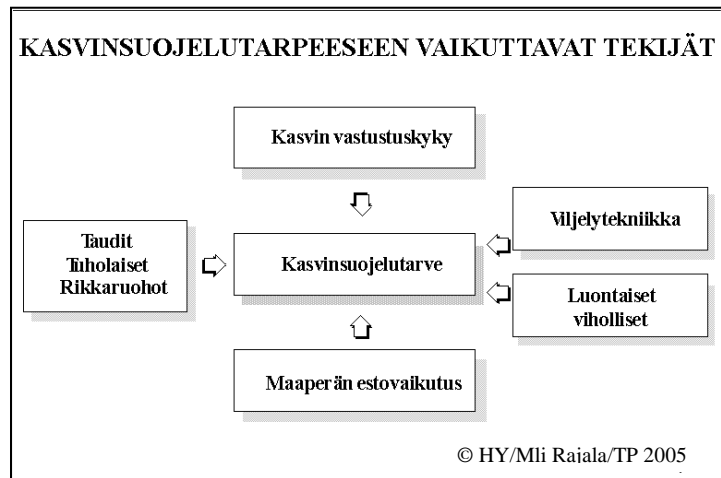 KASVINSUOJELUTARPEESEEN VAIKUTTAVAT TEKIJÄT
Kasvin vastustuskyky
Taudit
Tuholaiset
Rikkaruohot
Kasvinsuojelutarve
Viljelytekniikka
Luontaiset
viholliset
Maaperän estovaikutus
© HY/Mli Rajala/TP 2005